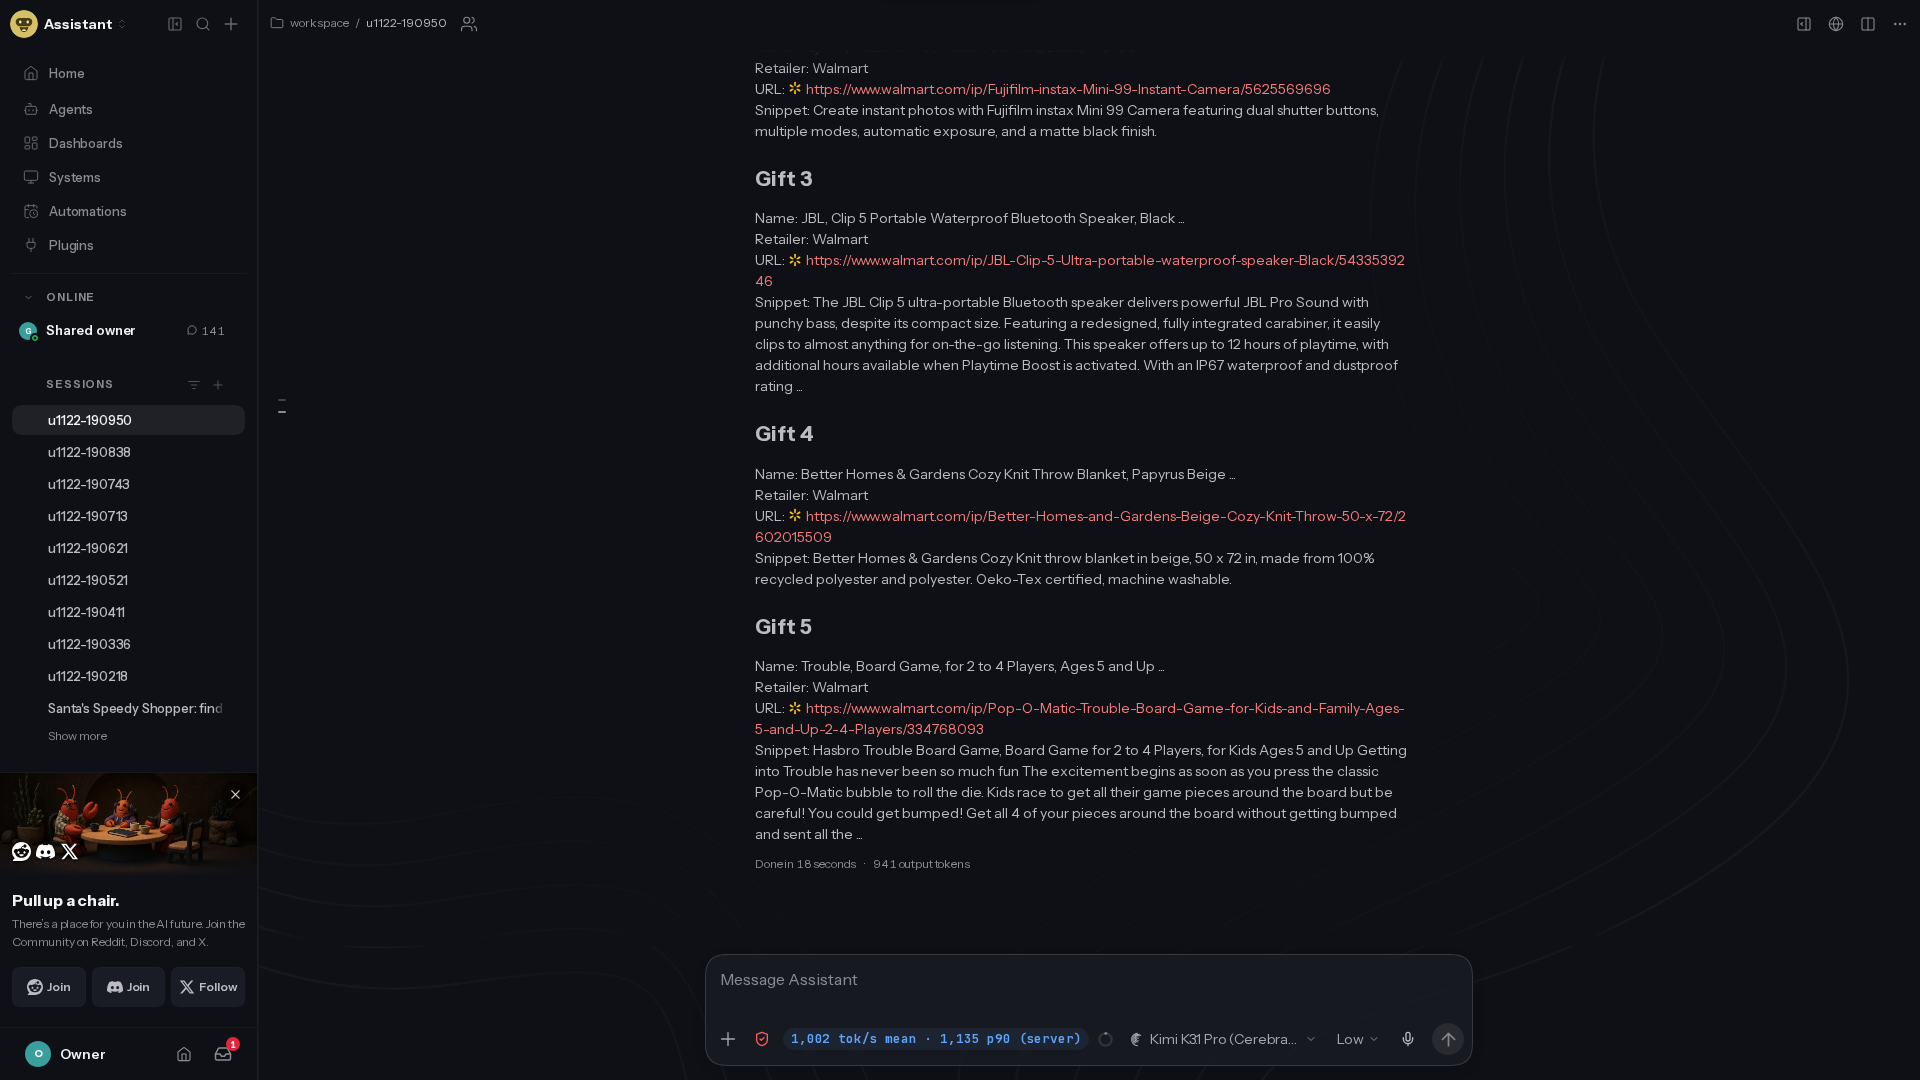 Assistant
Home
Agents
Dashboards
Systems
Automations
Plugins
ONLINE
G
Shared owner
141
SESSIONS
u1122-190950
u1122-190838
u1122-190743
u1122-190713
u1122-190621
u1122-190521
u1122-190411
u1122-190336
u1122-190218
Santa's Speedy Shopper: find
Show more
Pull up a chair.
There's a place for you in the AI future. Join the
Community on Reddit, Discord, and X.
Join
Join
Follow
O
Owner
1
workspace / u1122-190950
Retailer: Walmart
URL: https://www.walmart.com/ip/Fujifilm-instax-Mini-99-Instant-Camera/5625569696
Snippet: Create instant photos with Fujifilm instax Mini 99 Camera featuring dual shutter buttons,
multiple modes, automatic exposure, and a matte black finish.
Gift 3
Name: JBL, Clip 5 Portable Waterproof Bluetooth Speaker, Black ...
Retailer: Walmart
URL: https://www.walmart.com/ip/JBL-Clip-5-Ultra-portable-waterproof-speaker-Black/54335392
46
Snippet: The JBL Clip 5 ultra-portable Bluetooth speaker delivers powerful JBL Pro Sound with
punchy bass, despite its compact size. Featuring a redesigned, fully integrated carabiner, it easily
clips to almost anything for on-the-go listening. This speaker offers up to 12 hours of playtime, with
additional hours available when Playtime Boost is activated. With an IP67 waterproof and dustproof
rating ...
Gift 4
Name: Better Homes & Gardens Cozy Knit Throw Blanket, Papyrus Beige ...
Retailer: Walmart
URL: https://www.walmart.com/ip/Better-Homes-and-Gardens-Beige-Cozy-Knit-Throw-50-x-72/2
602015509
Snippet: Better Homes & Gardens Cozy Knit throw blanket in beige, 50 x 72 in, made from 100%
recycled polyester and polyester. Oeko-Tex certified, machine washable.
Gift 5
Name: Trouble, Board Game, for 2 to 4 Players, Ages 5 and Up ...
Retailer: Walmart
URL: https://www.walmart.com/ip/Pop-O-Matic-Trouble-Board-Game-for-Kids-and-Family-Ages-
5-and-Up-2-4-Players/334768093
Snippet: Hasbro Trouble Board Game, Board Game for 2 to 4 Players, for Kids Ages 5 and Up Getting
into Trouble has never been so much fun The excitement begins as soon as you press the classic
Pop-O-Matic bubble to roll the die. Kids race to get all their game pieces around the board but be
careful! You could get bumped! Get all 4 of your pieces around the board without getting bumped
and sent all the ...
Done in 18 seconds · 941 output tokens
Message Assistant
1,002 tok/s mean · 1,135 p90 (server)
Kimi K3.1 Pro (Cerebra...
Low